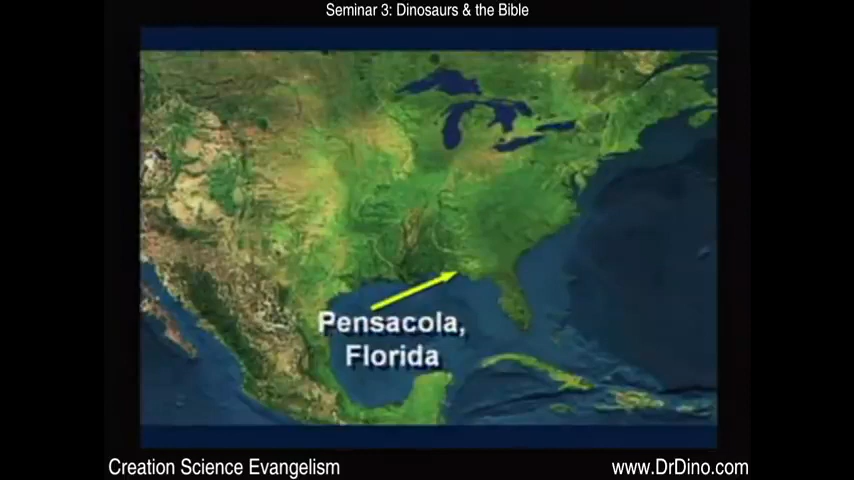 Seminar 3: Dinosaurs & the Bible
Pensacola,
Florida
Creation Science Evangelism
www.DrDino.com